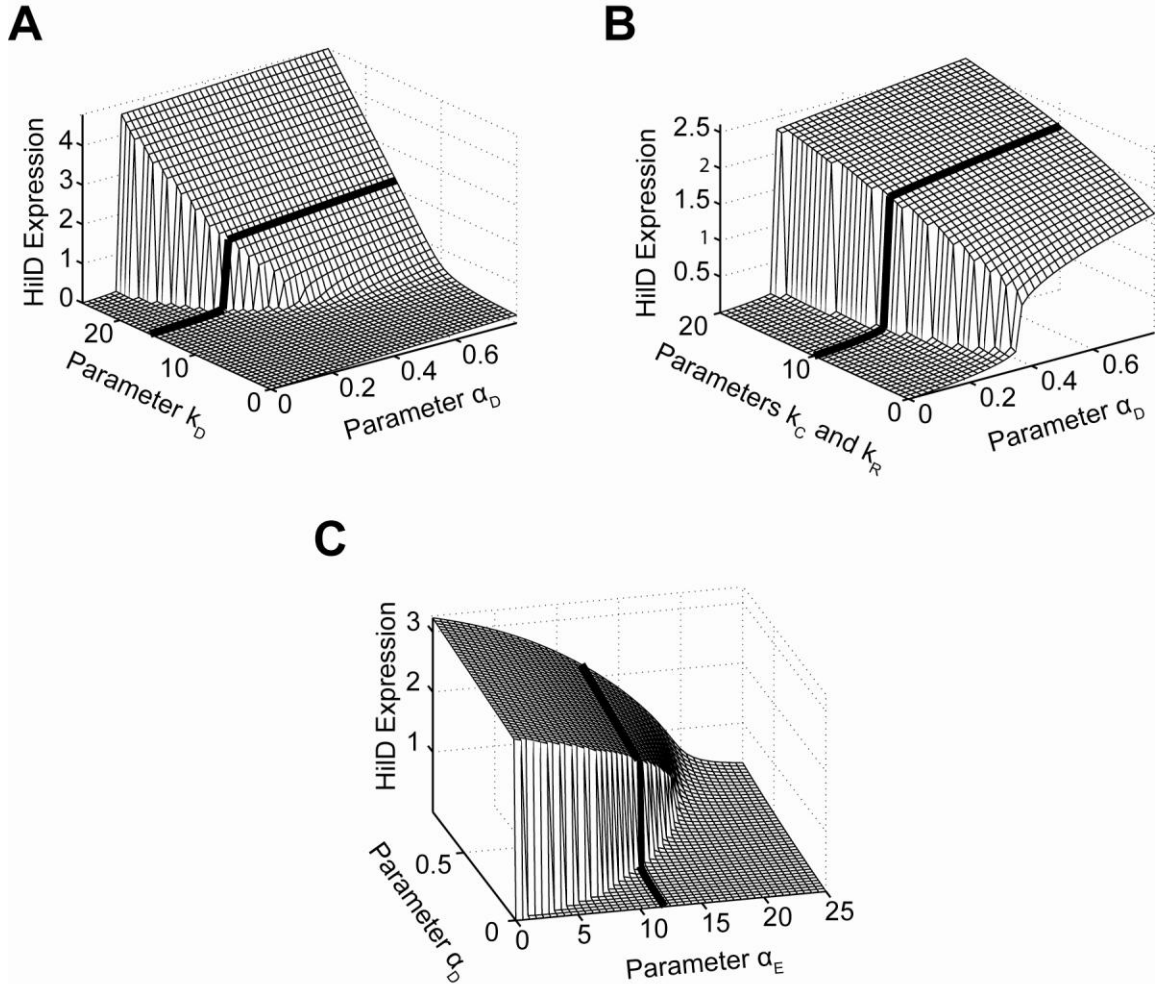 A
HilD Expression
4
3
2
1
0
20
10
0
Parameter k_D
0
0.2
0.4
0.6
Parameter α_D
B
HilD Expression
2.5
2
1.5
1
0.5
20
10
0
Parameters k_C and k_R
0
0.2
0.4
0.6
Parameter α_D
C
HilD Expression
3
2
1
0.5
0
Parameter α_D
0
5
10
15
20
25
Parameter α_E